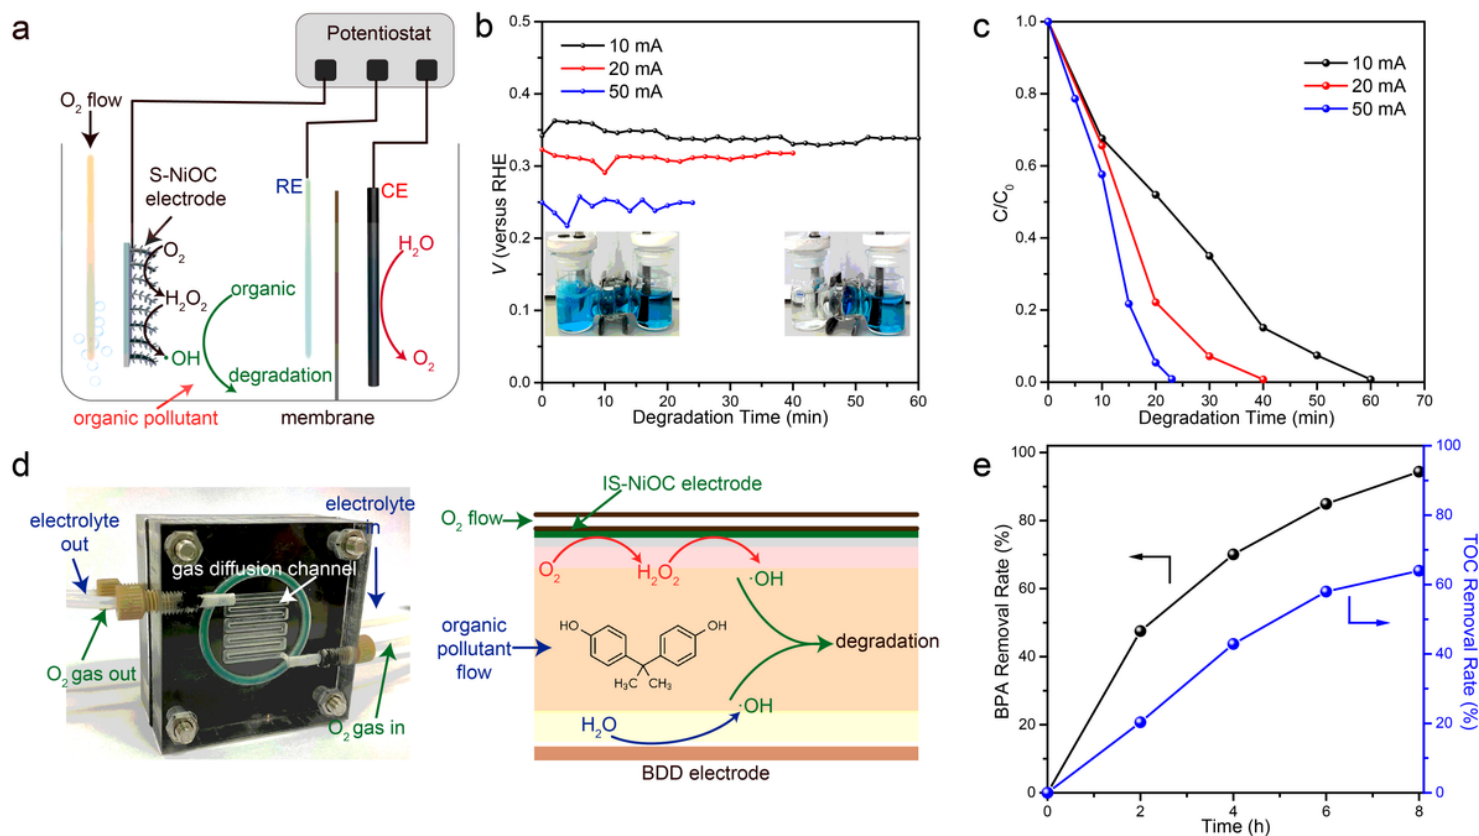 a
Potentiostat
O₂ flow
S-NiOC
electrode
RE
CE
O₂
H₂O
H₂O₂
organic
·OH
O₂
degradation
organic pollutant
membrane
b
0.5
0.4
0.3
0.2
0.1
0.0
V (versus RHE)
10 mA
20 mA
50 mA
0 10 20 30 40 50 60
Degradation Time (min)
c
1.0
0.8
0.6
0.4
0.2
0.0
C/C₀
10 mA
20 mA
50 mA
0 10 20 30 40 50 60 70
Degradation Time (min)
d
electrolyte
out
electrolyte
in
gas diffusion channel
O₂ gas out
O₂ gas in
IS-NiOC electrode
O₂ flow
O₂
H₂O₂
·OH
organic
pollutant
flow
HO
OH
H₃C
CH₃
degradation
·OH
H₂O
BDD electrode
e
100
80
60
40
20
0
BPA Removal Rate (%)
100
80
60
40
20
0
TOC Removal Rate (%)
0 2 4 6 8
Time (h)